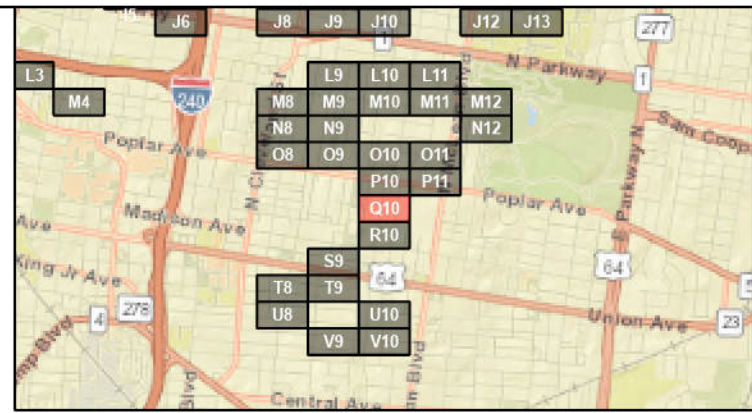 J6 J8 J9 J10 J12 J13
277
1
N Parkway
L3 L9 L10 L11
1
M4 240 M8 M9 M10 M11 M12
Sam Coop
N8 N9 N12
Poplar Ave
O8 O9 O10 O11
P10 P11
Poplar Ave
E Parkway N
Q10
Madison Ave
Ave
R10
S9
64
64
King Jr Ave
T8 T9
278
4
U8 U10
Union Ave
23
V9 V10
Blvd
Central Ave